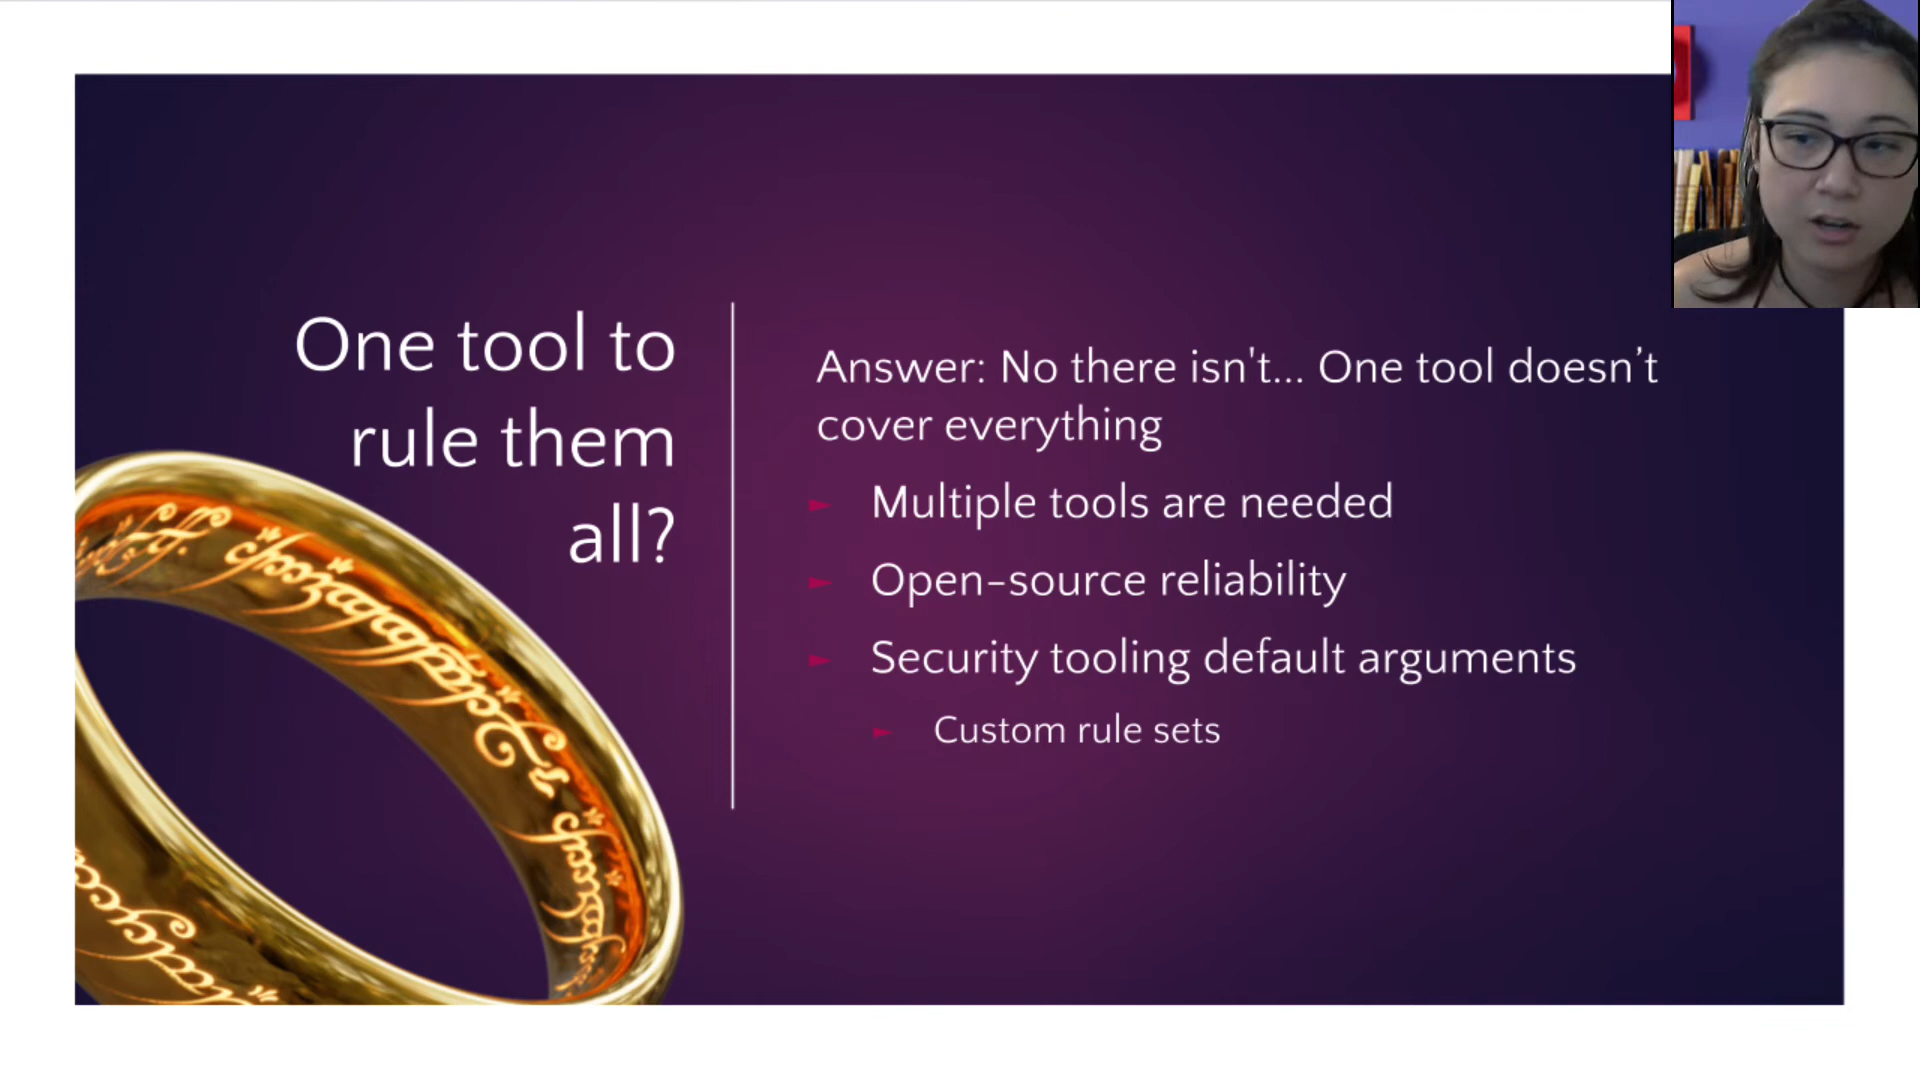 One tool to
rule them
all?
Answer: No there isn't... One tool doesn’t
cover everything
Multiple tools are needed
Open-source reliability
Security tooling default arguments
Custom rule sets